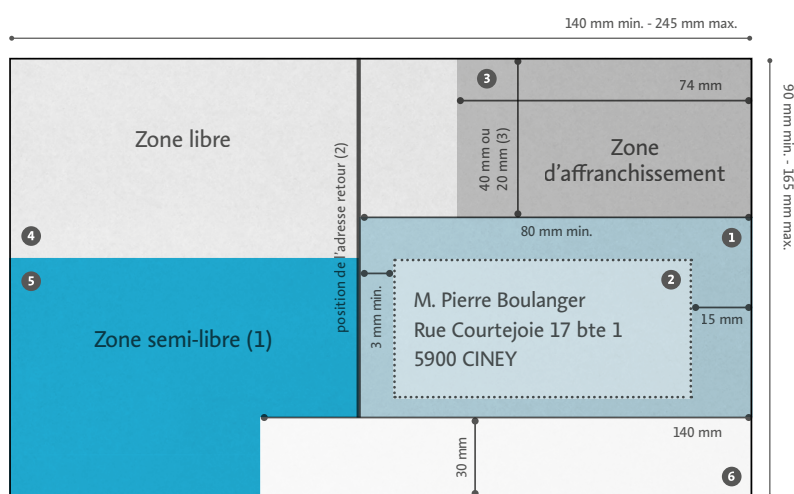 140 mm min. - 245 mm max.
3
74 mm
Zone libre
40 mm ou
20 mm (3)
Zone
d'affranchissement
90 mm min. - 165 mm max.
position de l'adresse retour (2)
4
80 mm min.
1
5
2
M. Pierre Boulanger
Rue Courtejoie 17 bte 1
5900 CINEY
3 mm min.
15 mm
Zone semi-libre (1)
140 mm
30 mm
6